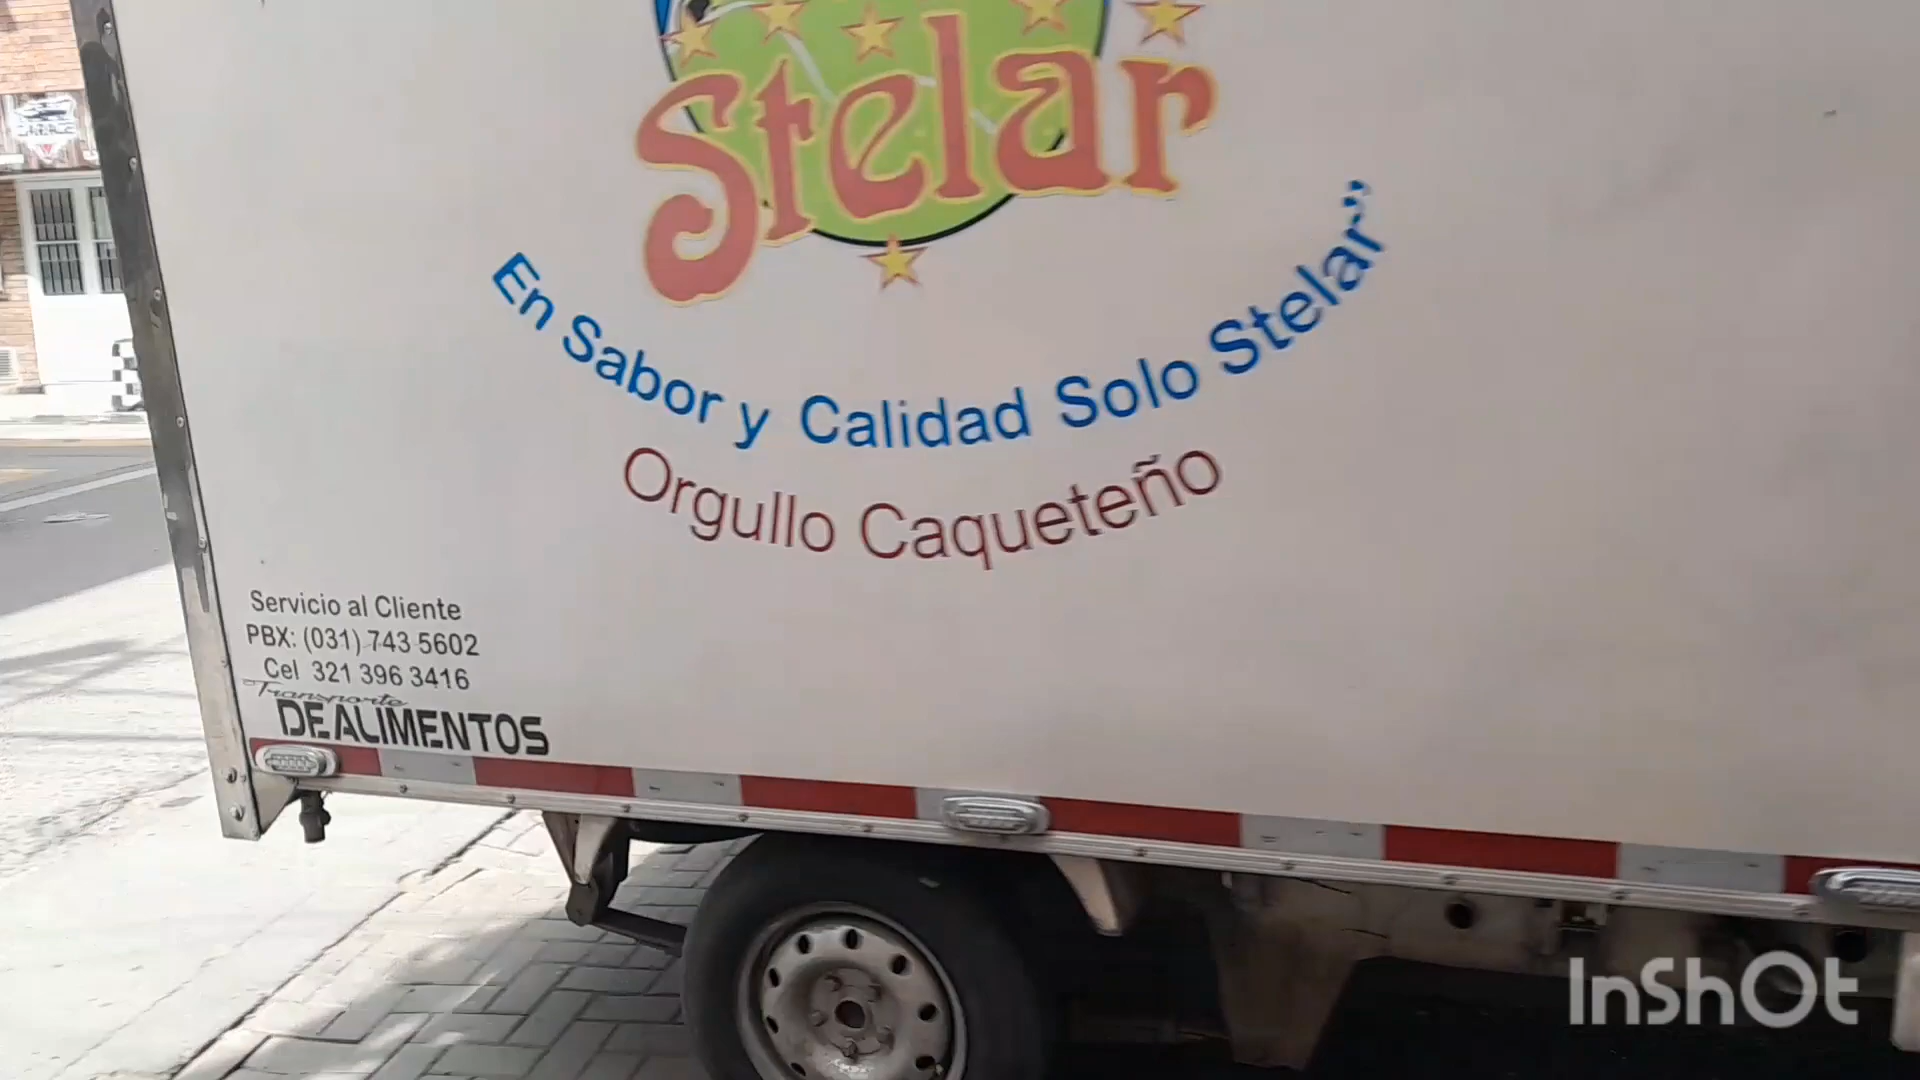 Stelar
En Sabor y Calidad Solo Stelar"
Orgullo Caqueteño
Servicio al Cliente
PBX: (031) 743 5602
Cel 321 396 3416
Transporte
DE ALIMENTOS
InShOt